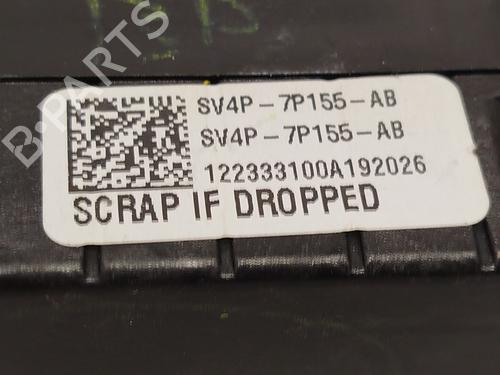 B-PARTS
SV4P-7P155-AB
SV4P-7P155-AB
122333100A192026
SCRAP IF DROPPED